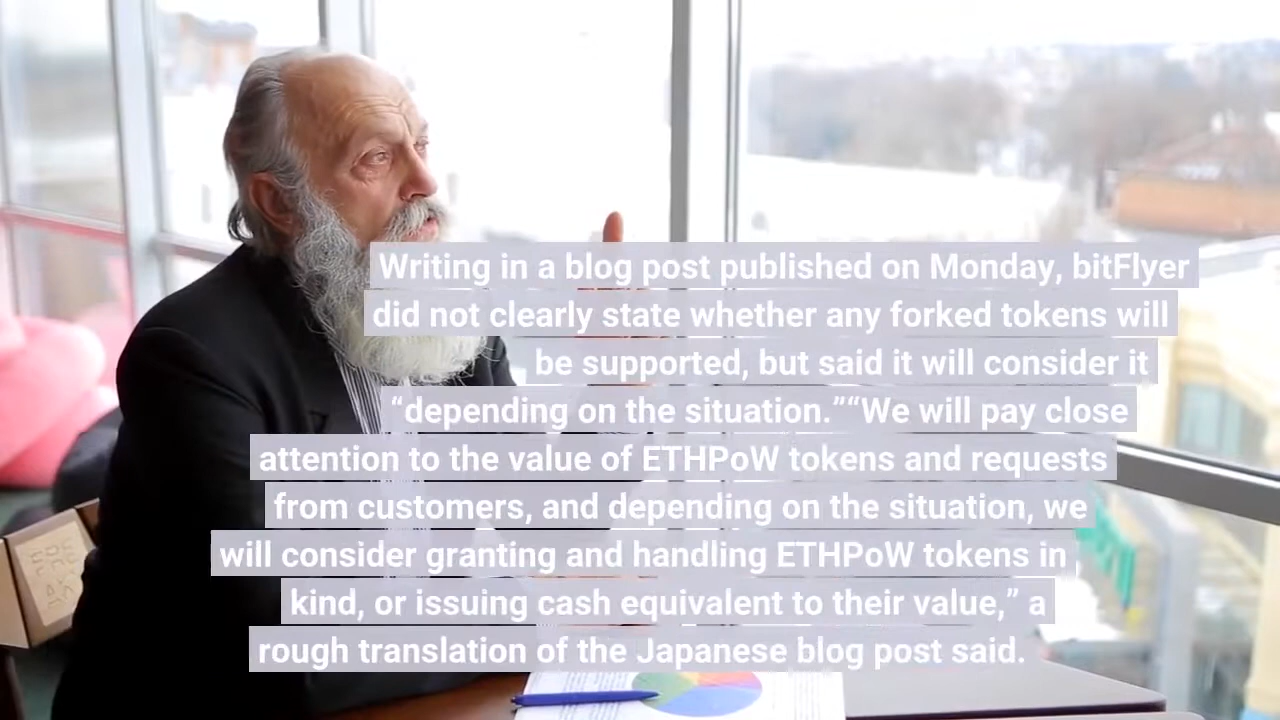 Writing in a blog post published on Monday, bitFlyer
did not clearly state whether any forked tokens will
be supported, but said it will consider it
“depending on the situation.”“We will pay close
attention to the value of ETHPoW tokens and requests
from customers, and depending on the situation, we
will consider granting and handling ETHPoW tokens in
kind, or issuing cash equivalent to their value,” a
rough translation of the Japanese blog post said.